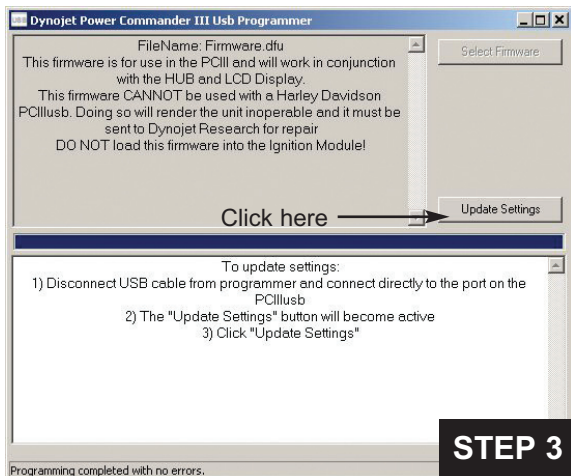 Dynojet Power Commander III Usb Programmer
FileName: Firmware.dfu
This firmware is for use in the PCIII and will work in conjunction
with the HUB and LCD Display.
This firmware CANNOT be used with a Harley Davidson
PCIIIusb. Doing so will render the unit inoperable and it must be
sent to Dynojet Research for repair
DO NOT load this firmware into the Ignition Module!
Select Firmware
Click here
Update Settings
To update settings:
1) Disconnect USB cable from programmer and connect directly to the port on the
PCIIIusb
2) The "Update Settings" button will become active
3) Click "Update Settings"
STEP 3
Programming completed with no errors.